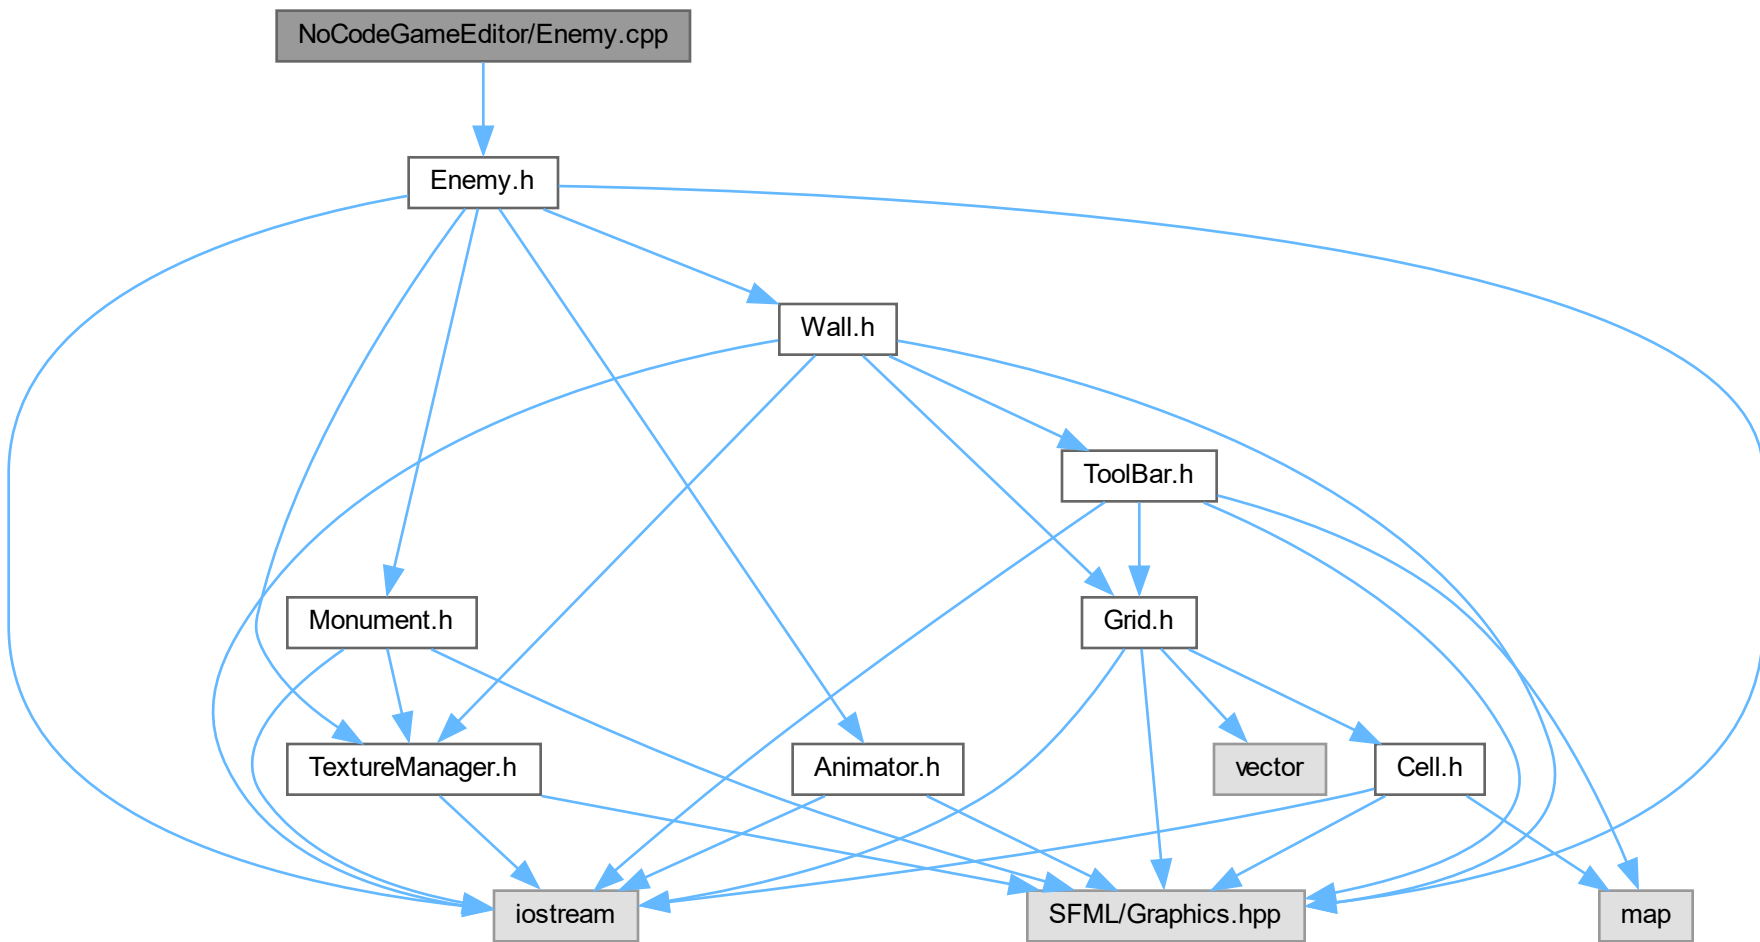 NoCodeGameEditor/Enemy.cpp
Enemy.h
Wall.h
ToolBar.h
Monument.h
Grid.h
TextureManager.h
Animator.h
vector
Cell.h
iostream
SFML/Graphics.hpp
map